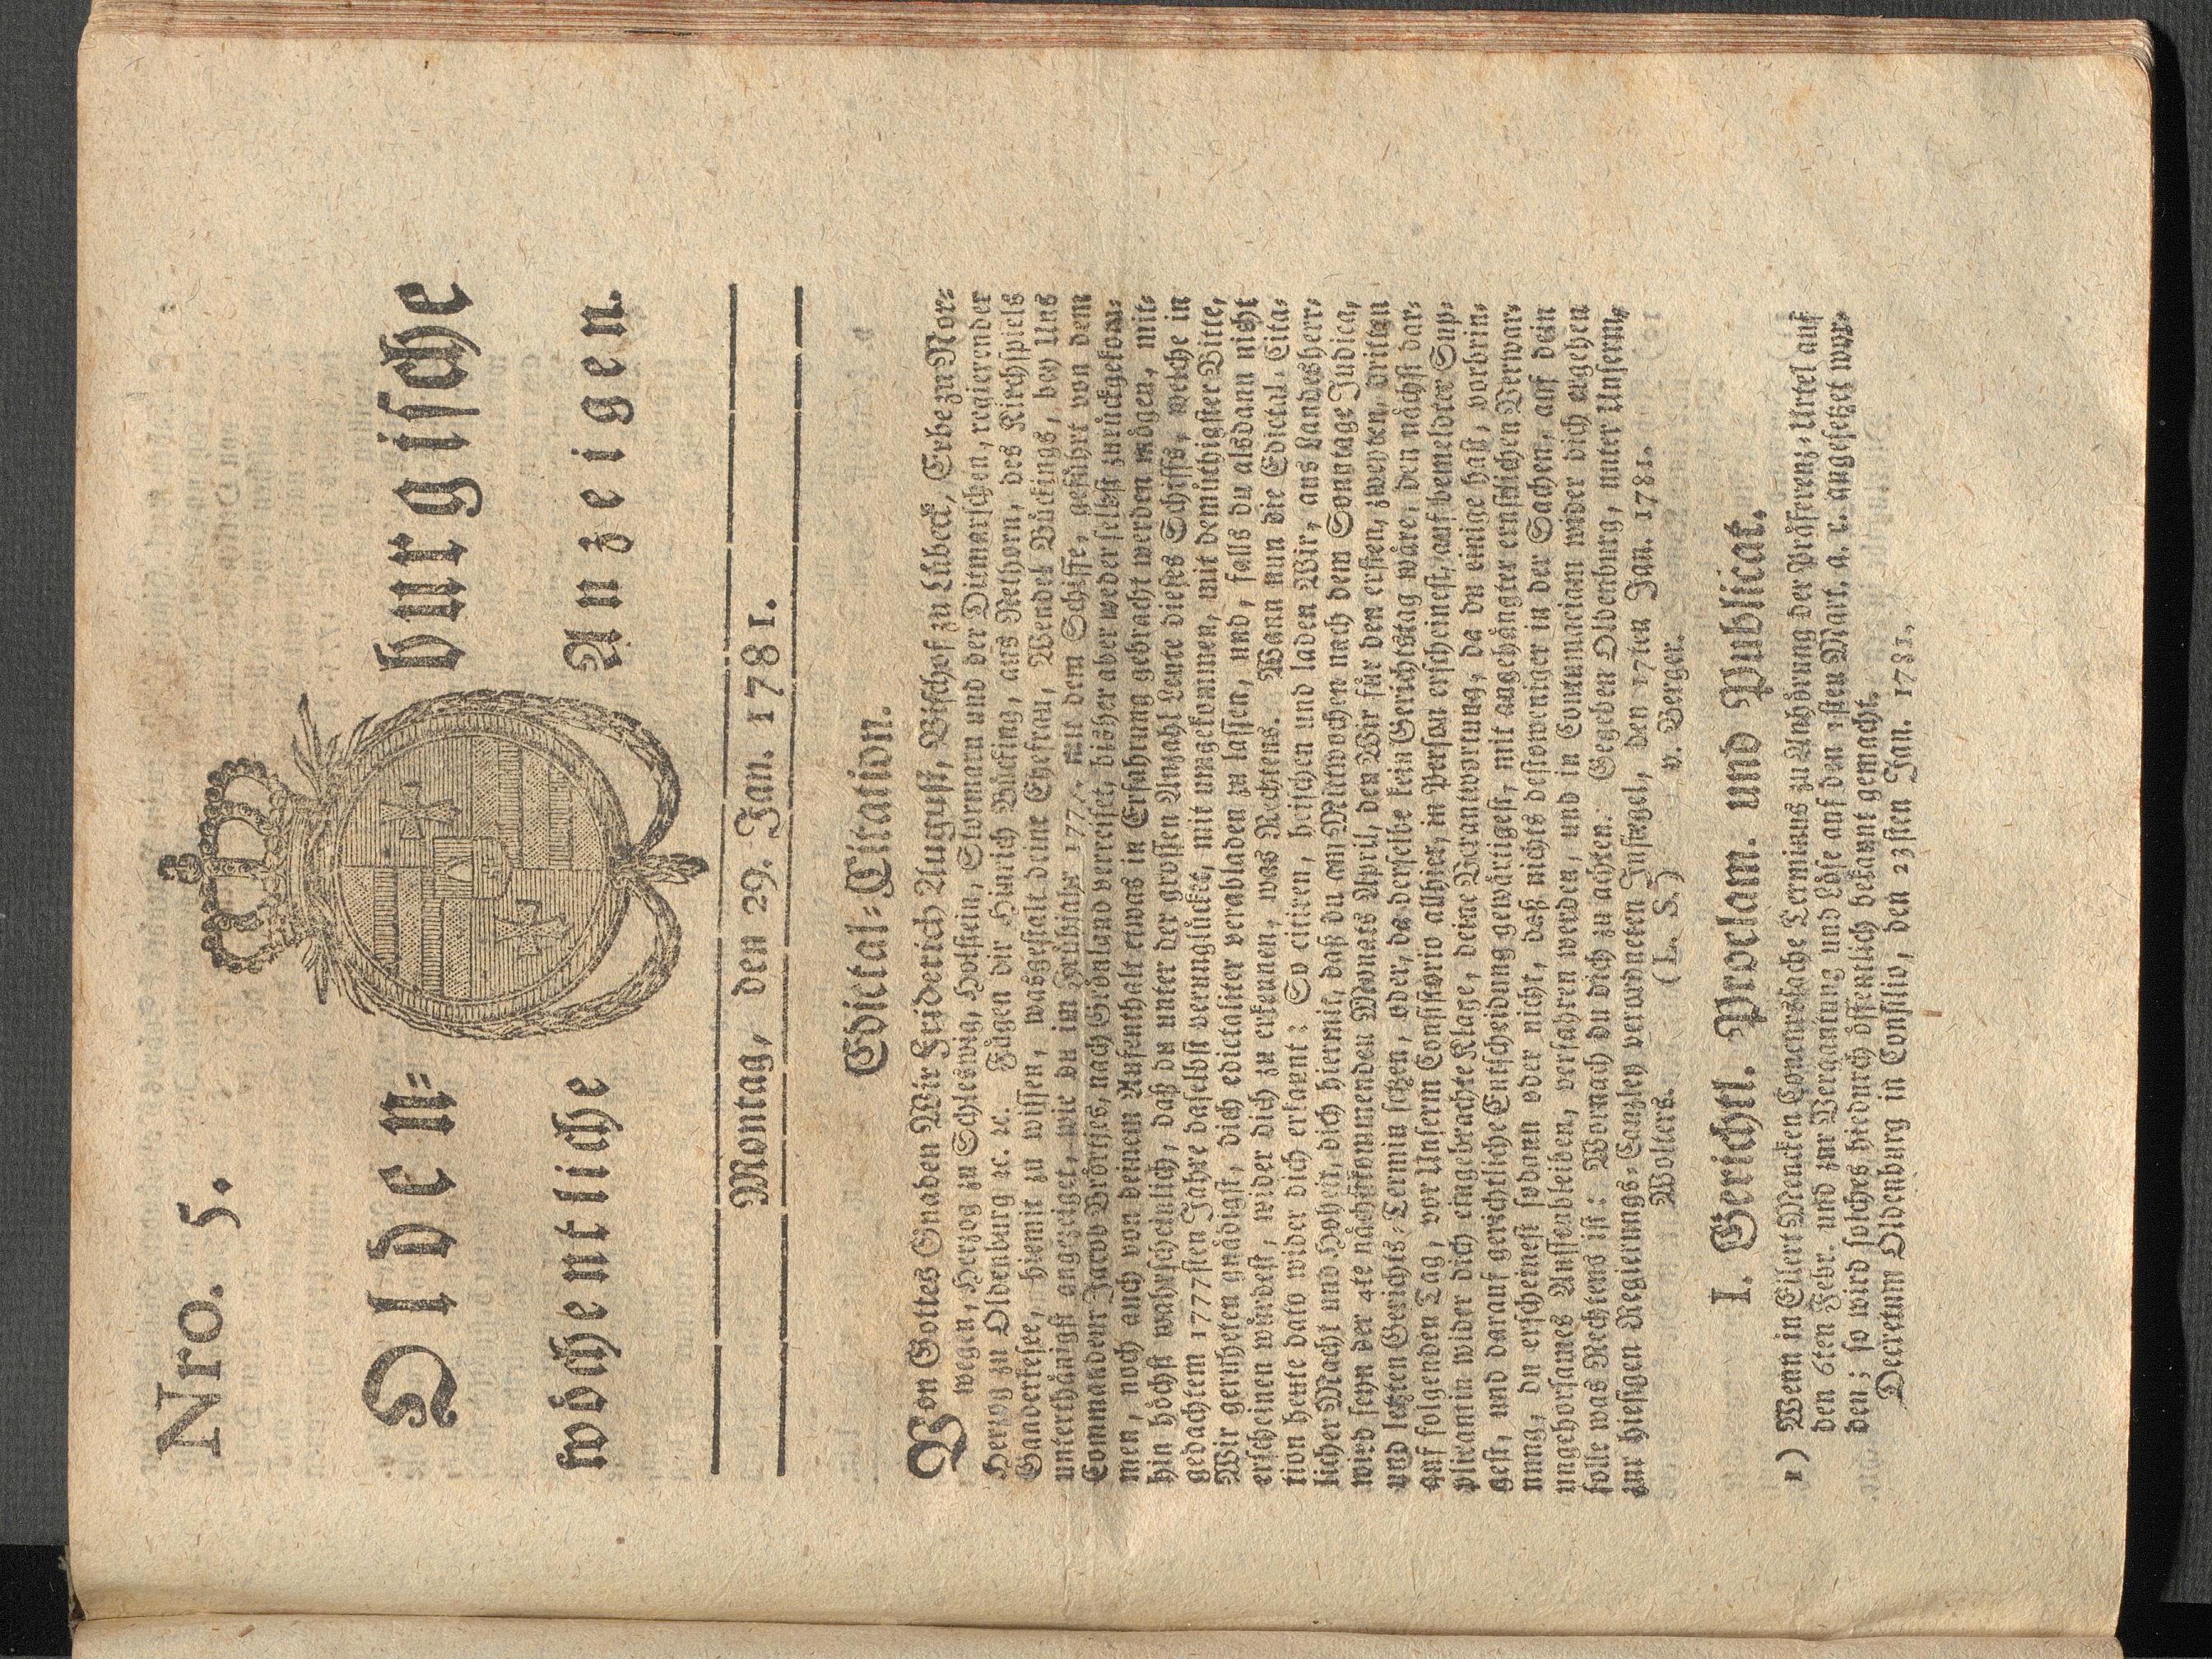 Nro. 5.
Olden⸗ burgische
wöchentliche Anzeigen.
Montag, den 29. Jan. 1781.
Edictal⸗Citation.
Von Gottes Gnaden Wir Friderich August, Bischof zu Lübeck, Erbe zu Nor⸗
wegen, Herzog zu Schleswig, Holstein, Stormarn und der Ditmarschen, regierender
Herzog zu Oldenburg ꝛc. ꝛc. Fügen dir Hinrich Büsing, aus Rethorn, des Kirchspiels
Ganderkesee, hiemit zu wissen, wasgestalt deine Ehefrau, Wendel Bückings, bey Uns
unterthänigst angezeiget, wie du im Frühjahr 1777. mit dem Schiffe, geführt von dem
Commandeur Jacob Bröertjes, nach Grönland verreiset, bisher aber weder selbst zurückgekom⸗
men, noch auch von deinem Aufenthalt etwas in Erfahrung gebracht werden mögen, mit⸗
hin höchst wahrscheinlich, daß du unter der grossen Anzahl Leute dieses Schiffs, welche in
gedachtem 1777sten Jahre daselbst verunglücket, mit umgekommen, mit demüthigster Bitte,
Wir geruheten gnädigst, dich edictaliter verabladen zu lassen, und, falls du alsdann nicht
erscheinen würdest, wider dich zu erkennen, was Rechtens. Wann nun die Edictal⸗Cita⸗
tion heute dato wider dich erkannt: So citiren, heischen und laden Wir, aus Landesherr⸗
licher Macht und Hoheit, dich hiermit, daß du am Mittwochen nach dem Sonntage Judica,
wird seyn der 4te nächstkommenden Monats April, den Wir für den ersten, zweyten, dritten
und letzten Gerichts⸗Termin setzen, oder, da derselbe kein Gerichtstag wäre, den nächst dar⸗
auf folgenden Tag, vor Unserm Consistorio allhier, in Person erscheinest, auf bemeldter Sup⸗
plicantin wider dich eingebrachte Klage, deine Verantwortung, da du einige hast, vorbrin⸗
gest, und darauf gerichtliche Entscheidung gewärtigest, mit angehängter ernstlichen Verwar⸗
nung, du erscheinest sodann oder nicht, daß nichts destoweniger in der Sachen, auf dein
ungehorsames Aussenbleiben, verfahren werden, und in Contumaciam wider dich ergehen
solle was Rechtens ist: Wornach du dich zu achten. Gegeben Oldenburg, unter Unserm,
zur hiesigen Regierungs⸗Canzley verordneten Insiegel, den 17ten Jan. 1781.
Wolters. (L. S.) v. Berger.
I. Gerichtl. Proclam. und Publicat.
1) Wenn in Eilert Mencken Concurssache Terminus zu Anhörung der Präferenz⸗Urtel auf
den 6ten Febr. und zur Vergantung und Löse auf den 1sten Mart. a. c. angesetzet wor⸗
den; so wird solches hiedurch öffentlich bekannt gemacht.
Decretum Oldenburg in Consilio, den 23sten Jan. 1781.